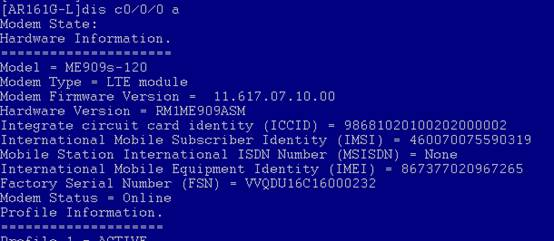 [AR161G-L]dis c0/0/0 a
Modem State:
Hardware Information.
=====================
Model = ME909s-120
Modem Type = LTE module
Modem Firmware Version =  11.617.07.10.00
Hardware Version = RM1ME909ASM
Integrate circuit card identity (ICCID) = 98681020100202000002
International Mobile Subscriber Identity (IMSI) = 460070075590319
Mobile Station International ISDN Number (MSISDN) = None
International Mobile Equipment Identity (IMEI) = 867377020967265
Factory Serial Number (FSN) = VVQDU16C16000232
Modem Status = Online
Profile Information.
====================
Profile 1 = ACTIVE